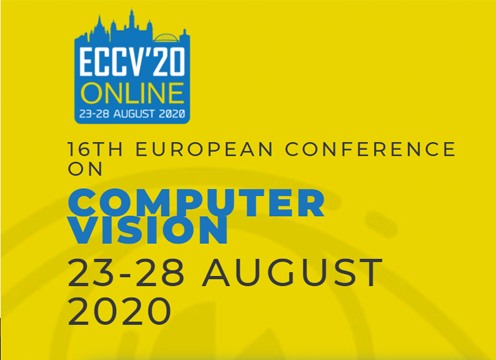 ECCV'20
ONLINE
23-28 AUGUST 2020
16TH EUROPEAN CONFERENCE
ON
COMPUTER
VISION
23-28 AUGUST
2020